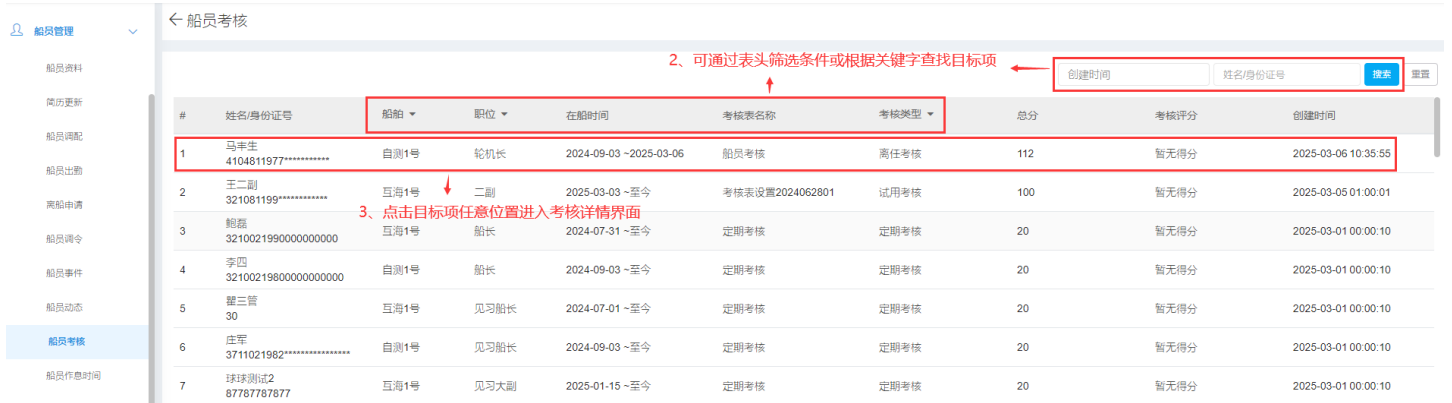 船员管理
船员资料
简历更新
船员调配
船员出勤
离船申请
船员调令
船员事件
船员动态
船员考核
船员作息时间
船员考核
2、可通过表头筛选条件或根据关键字查找目标项
创建时间 姓名/身份证号 搜索 重置
# 姓名/身份证号 船舶 职位 在船时间 考核表名称 考核类型 总分 考核评分 创建时间
1 马丰生 自测1号 轮机长 2024-09-03 ~2025-03-06 船员考核 离任考核 112 暂无得分 2025-03-06 10:35:55
4104811977***********
2 王二副 互海1号 二副 2025-03-03 ~至今 考核表设置2024062801 试用考核 100 暂无得分 2025-03-05 01:00:01
321081199************
3、点击目标项任意位置进入考核详情界面
3 鲍磊 互海1号 船长 2024-07-31 ~至今 定期考核 定期考核 20 暂无得分 2025-03-01 00:00:10
3210021990000000000
4 李四 自测1号 船长 2024-09-03 ~至今 定期考核 定期考核 20 暂无得分 2025-03-01 00:00:10
32100219800000000000
5 瞿三管 互海1号 见习船长 2024-07-01 ~至今 定期考核 定期考核 20 暂无得分 2025-03-01 00:00:10
30
6 庄军 自测1号 见习船长 2024-09-03 ~至今 定期考核 定期考核 20 暂无得分 2025-03-01 00:00:10
3711021982****************
7 球球测试2 互海1号 见习大副 2025-01-15 ~至今 定期考核 定期考核 20 暂无得分 2025-03-01 00:00:10
87787787877